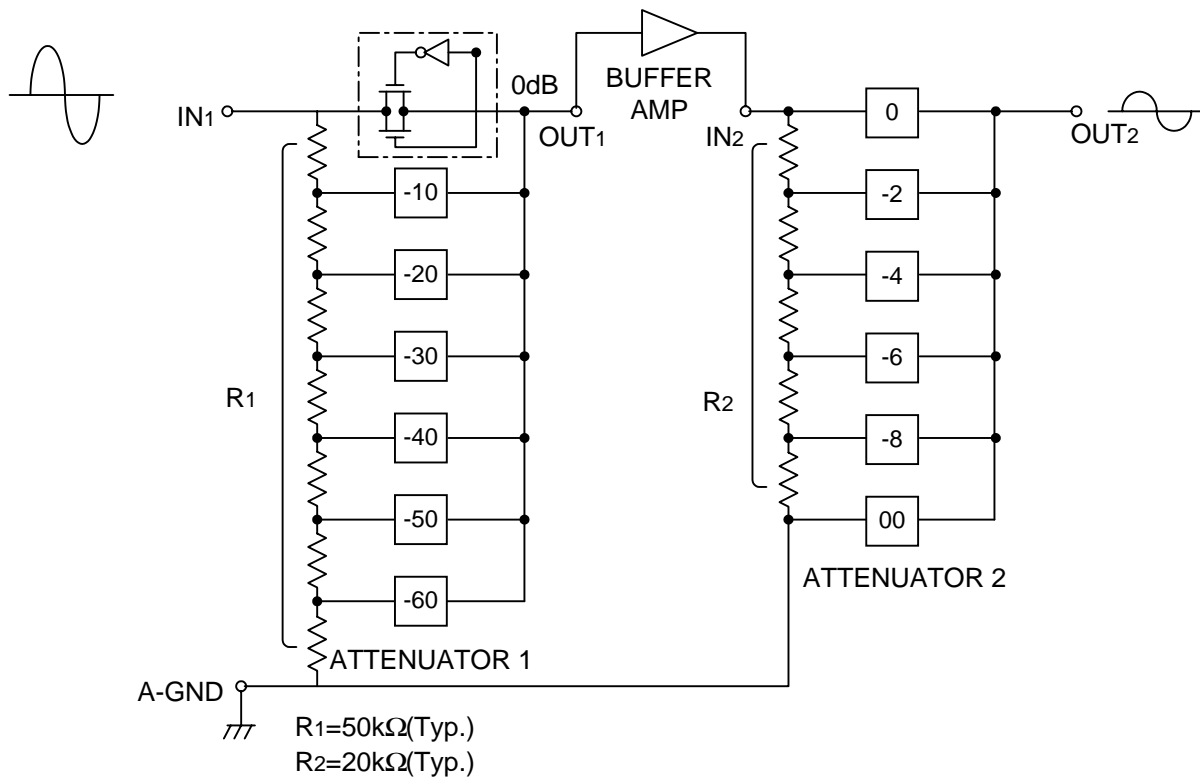 0dB
BUFFER
AMP
IN1
OUT1
IN2
0
OUT2
-10
-2
-20
-4
-30
-6
R1
R2
-40
-8
-50
00
ATTENUATOR 2
-60
ATTENUATOR 1
A-GND
R1=50kΩ(Typ.)
R2=20kΩ(Typ.)